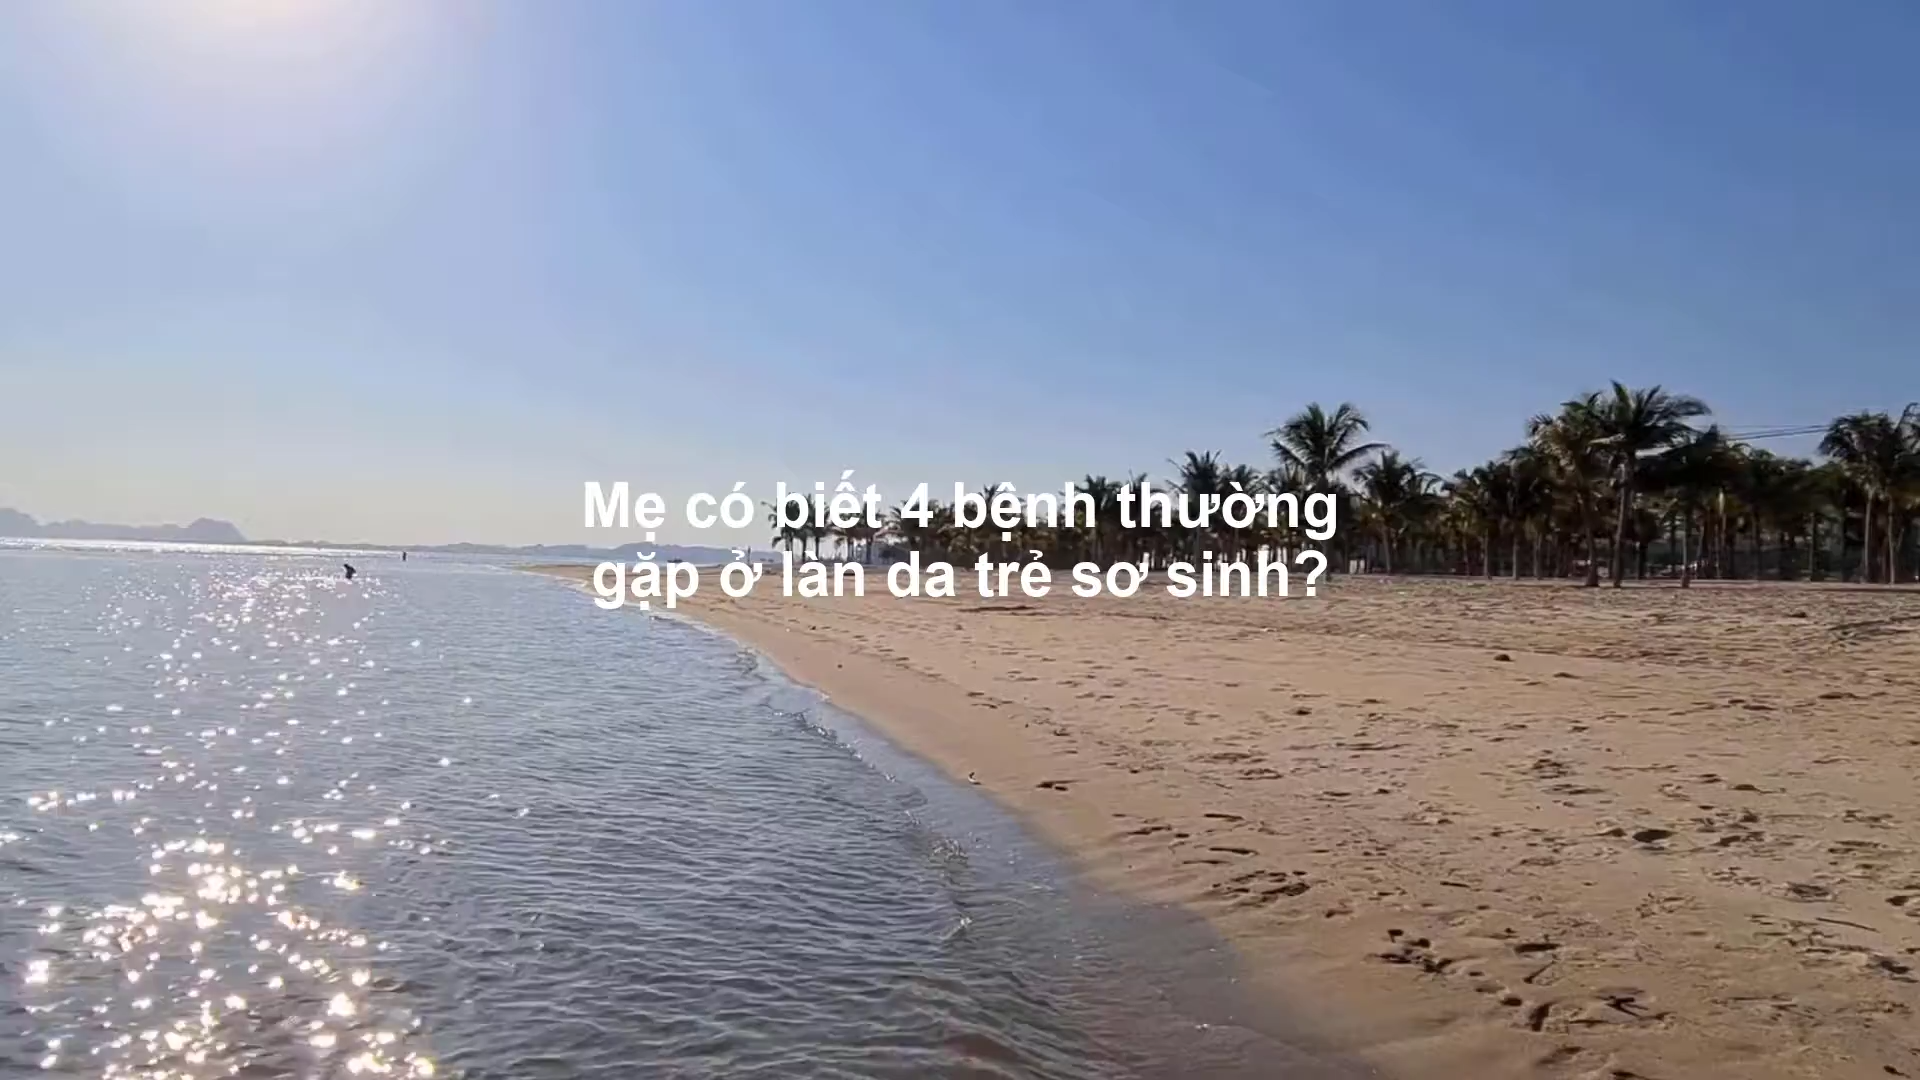 Mẹ có biết 4 bệnh thường
gặp ở làn da trẻ sơ sinh?